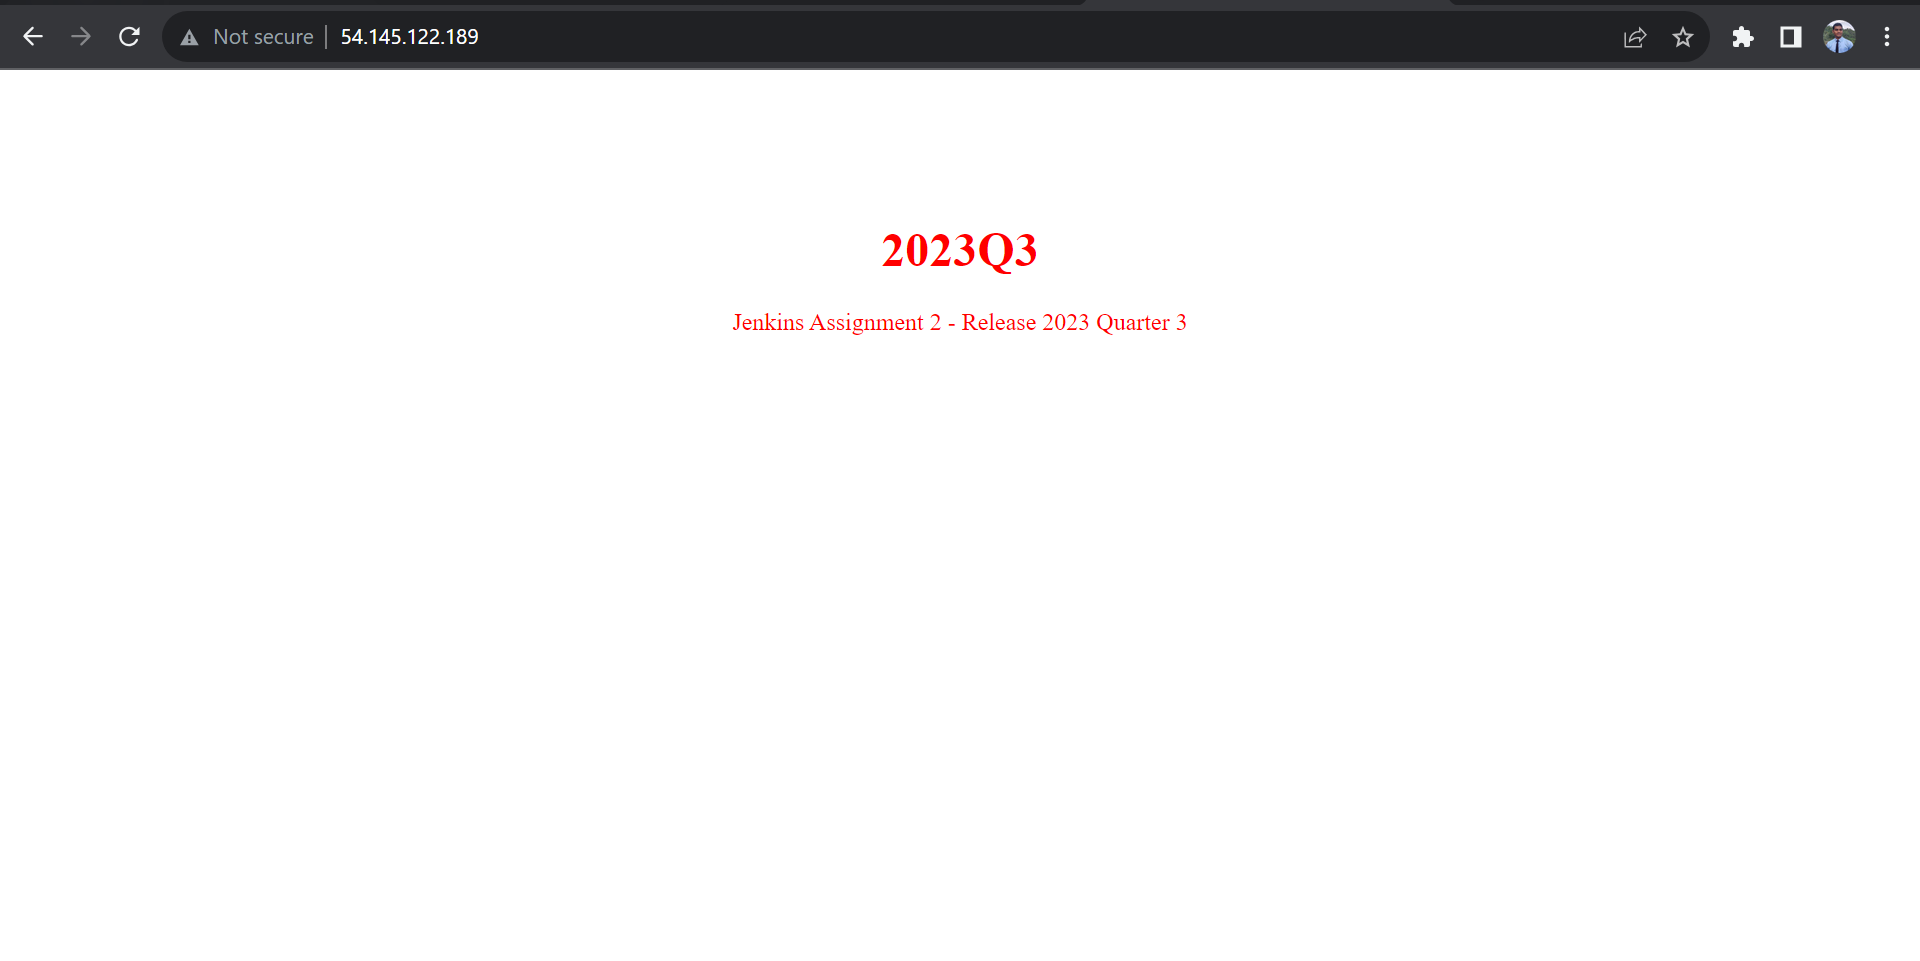 Not secure 54.145.122.189
2023Q3
Jenkins Assignment 2 - Release 2023 Quarter 3